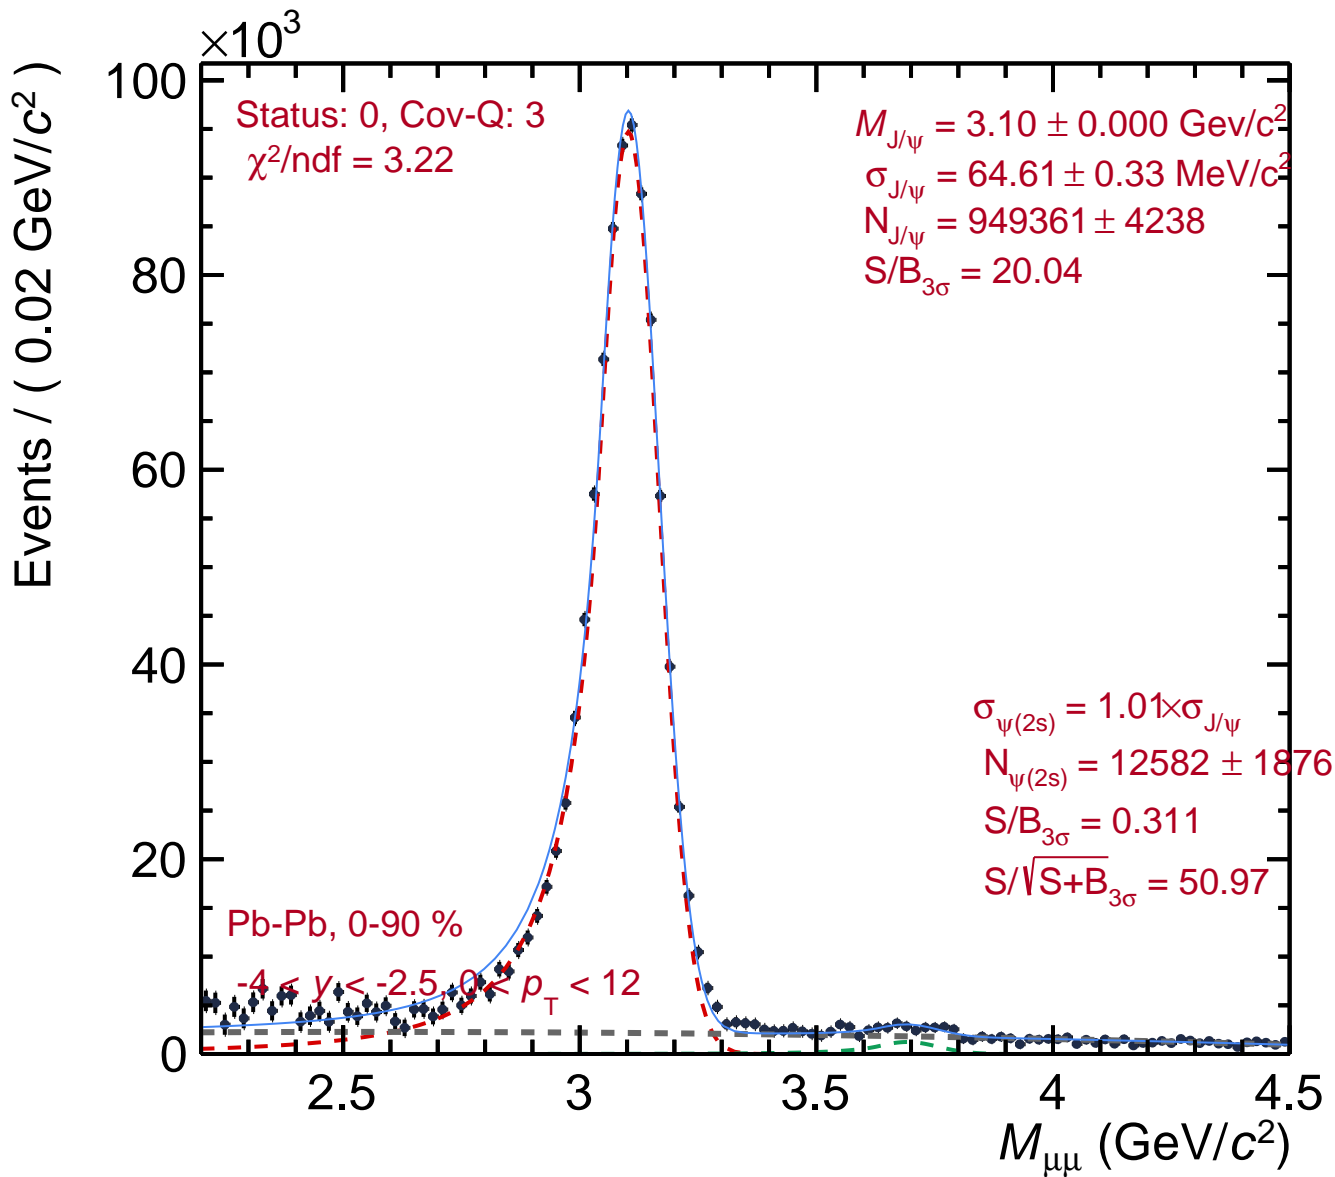 ×10³
Events / ( 0.02 GeV/c² )
100
80
60
40
20
0
Status: 0, Cov-Q: 3
χ²/ndf = 3.22
M_J/ψ = 3.10 ± 0.000 Gev/c²
σ_J/ψ = 64.61 ± 0.33 MeV/c²
N_J/ψ = 949361 ± 4238
S/B_3σ = 20.04
σ_ψ(2s) = 1.01×σ_J/ψ
N_ψ(2s) = 12582 ± 1876
S/B_3σ = 0.311
S/√S+B_3σ = 50.97
Pb-Pb, 0-90 %
-4 < y < -2.5, 0 < p_T < 12
2.5 3 3.5 4 4.5
M_μμ (GeV/c²)